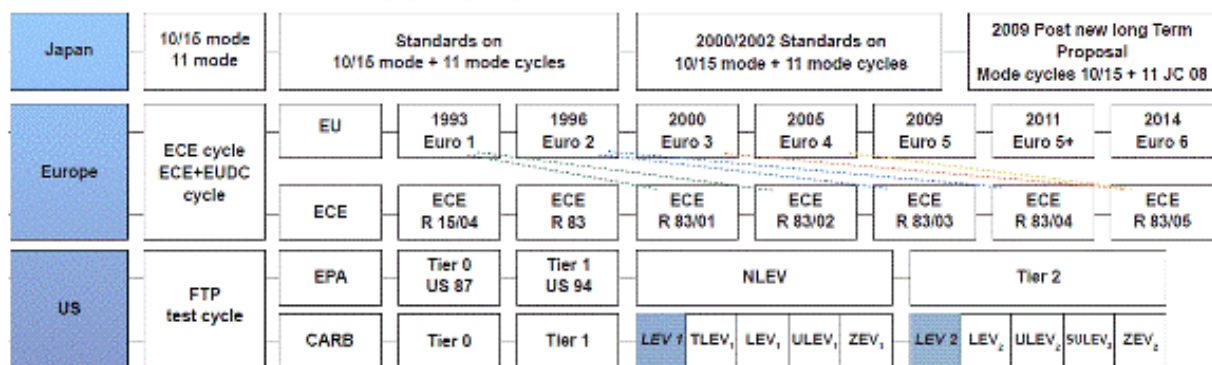 Japan
10/15 mode
11 mode
Standards on
10/15 mode + 11 mode cycles
2000/2002 Standards on
10/15 mode + 11 mode cycles
2009 Post new long Term
Proposal
Mode cycles 10/15 + 11 JC 08
Europe
ECE cycle
ECE+EUDC
cycle
EU
1993
Euro 1
1996
Euro 2
2000
Euro 3
2005
Euro 4
2009
Euro 5
2011
Euro 5+
2014
Euro 6
ECE
ECE
R 15/04
ECE
R 83
ECE
R 83/01
ECE
R 83/02
ECE
R 83/03
ECE
R 83/04
ECE
R 83/05
US
FTP
test cycle
EPA
Tier 0
US 87
Tier 1
US 94
NLEV
Tier 2
CARB
Tier 0
Tier 1
LEV 1
TLEV₁
LEV₁
ULEV₁
ZEV₁
LEV 2
LEV₂
ULEV₂
SULEV₂
ZEV₂